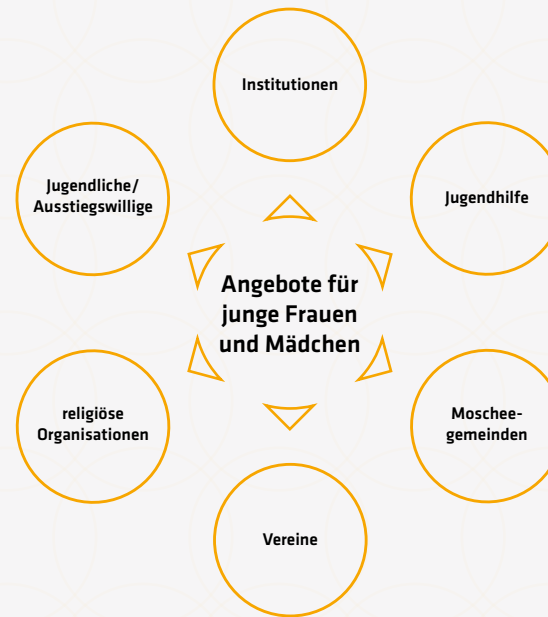 Institutionen
Jugendliche/
Ausstiegswillige
Jugendhilfe
Angebote für
junge Frauen
und Mädchen
religiöse
Organisationen
Moschee-
gemeinden
Vereine